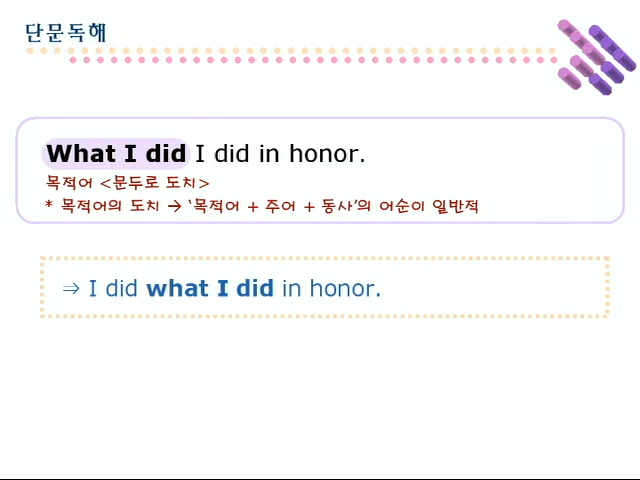 단문독해
What I did I did in honor.
목적어 <문두로 도치>
* 목적어의 도치 → ‘목적어 + 주어 + 동사’의 어순이 일반적
⇒ I did what I did in honor.